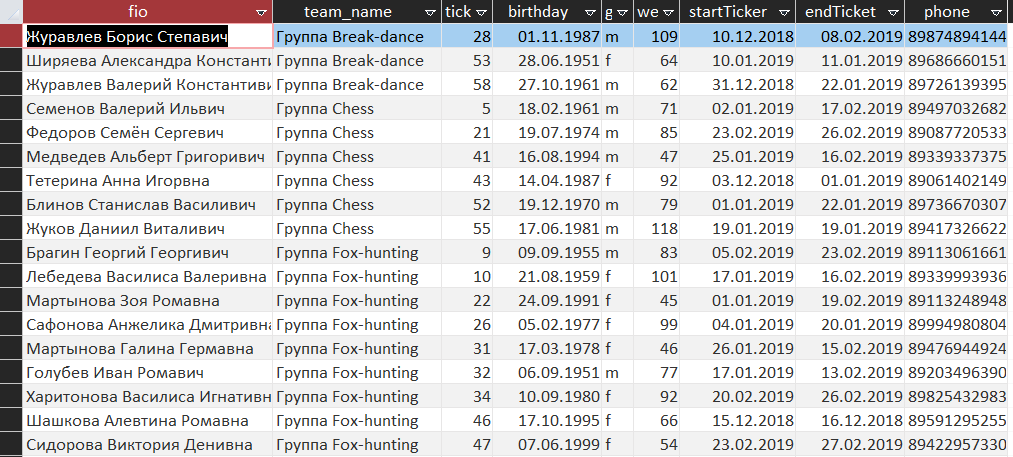 fio team_name tick birthday g we startTicker endTicket phone
Журавлев Борис Степавич Группа Break-dance 28 01.11.1987 m 109 10.12.2018 08.02.2019 89874894144
Ширяева Александра Константи Группа Break-dance 53 28.06.1951 f 64 10.01.2019 11.01.2019 89686660151
Журавлев Валерий Константиви Группа Break-dance 58 27.10.1961 m 62 31.12.2018 22.01.2019 89726139395
Семенов Валерий Ильвич Группа Chess 5 18.02.1961 m 71 02.01.2019 17.02.2019 89497032682
Федоров Семён Сергевич Группа Chess 21 19.07.1974 m 85 23.02.2019 26.02.2019 89087720533
Медведев Альберт Григоривич Группа Chess 41 16.08.1994 m 47 25.01.2019 16.02.2019 89339337375
Тетерина Анна Игорвна Группа Chess 43 14.04.1987 f 92 03.12.2018 01.01.2019 89061402149
Блинов Станислав Василивич Группа Chess 52 19.12.1970 m 79 01.01.2019 22.01.2019 89736670307
Жуков Даниил Виталивич Группа Chess 55 17.06.1981 m 118 19.01.2019 19.01.2019 89417326622
Брагин Георгий Георгивич Группа Fox-hunting 9 09.09.1955 m 83 05.02.2019 23.02.2019 89113061661
Лебедева Василиса Валеривна Группа Fox-hunting 10 21.08.1959 f 101 17.01.2019 16.01.2019 89339993936
Мартынова Зоя Ромавна Группа Fox-hunting 22 24.09.1991 f 45 01.01.2019 19.01.2019 89113248948
Сафонова Анжелика Дмитривна Группа Fox-hunting 26 05.02.1977 f 99 04.01.2019 20.01.2019 89994980804
Мартынова Галина Гермавна Группа Fox-hunting 31 17.03.1978 f 46 26.01.2019 15.02.2019 89476944924
Голубев Иван Ромавич Группа Fox-hunting 32 06.09.1951 m 77 17.01.2019 13.02.2019 89203496390
Харитонова Василиса Игнативн Группа Fox-hunting 34 10.09.1980 f 92 20.02.2019 26.02.2019 89825432983
Шашкова Алевтина Ромавна Группа Fox-hunting 46 17.10.1995 f 66 15.12.2018 16.12.2018 89591295255
Сидорова Виктория Денивна Группа Fox-hunting 47 07.06.1999 f 54 23.02.2019 27.02.2019 89422957330